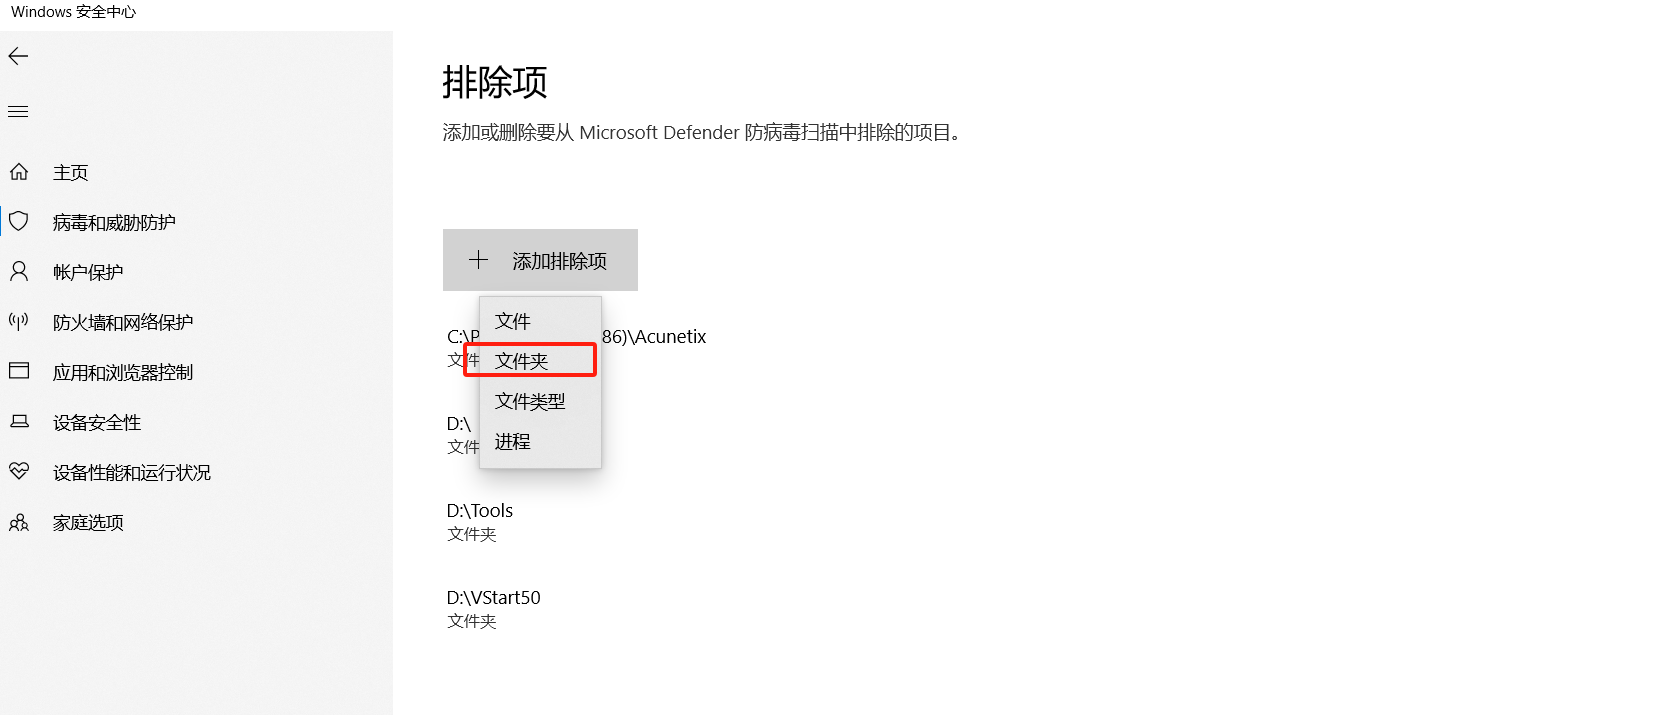 Windows 安全中心
主页
病毒和威胁防护
帐户保护
防火墙和网络保护
应用和浏览器控制
设备安全性
设备性能和运行状况
家庭选项
排除项
添加或删除要从 Microsoft Defender 防病毒扫描中排除的项目。
添加排除项
文件
文件夹
文件类型
进程
C:\P
86)\Acunetix
文件
D:\
文件
D:\Tools
文件夹
D:\VStart50
文件夹